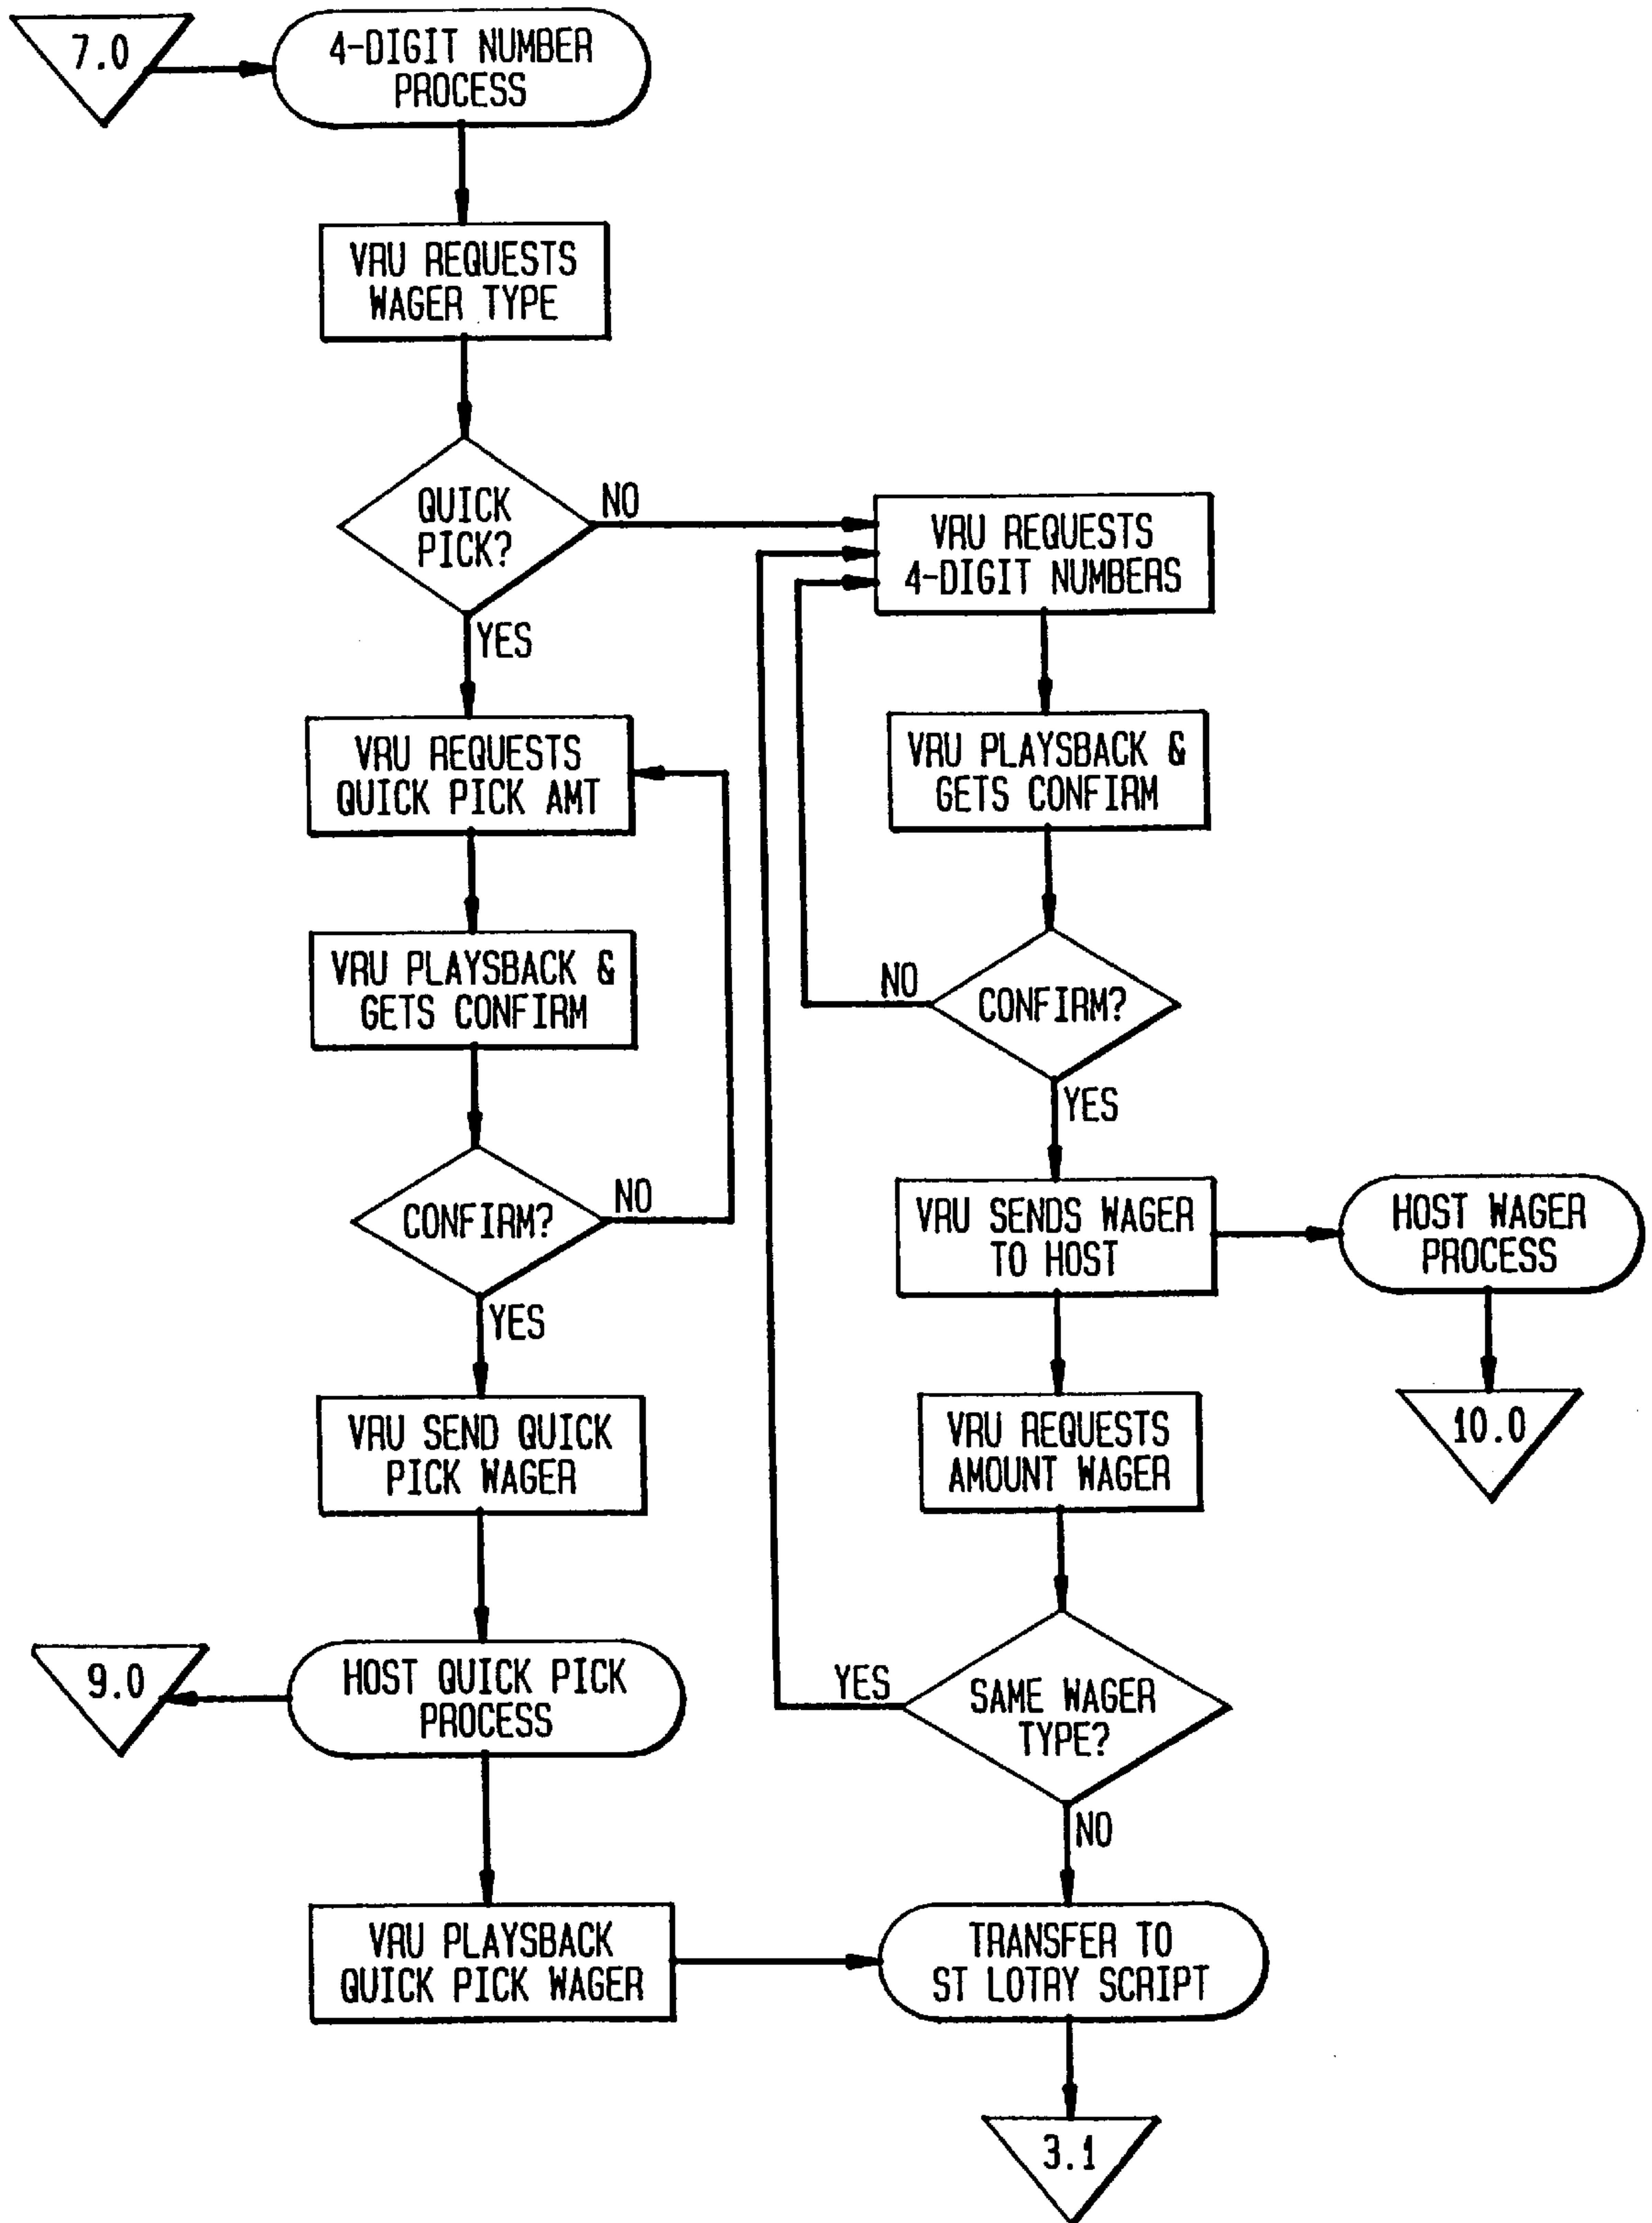 7.0
4-DIGIT NUMBER
PROCESS
VRU REQUESTS
WAGER TYPE
QUICK
PICK?
NO
YES
VRU REQUESTS
QUICK PICK AMT
VRU PLAYSBACK &
GETS CONFIRM
CONFIRM?
NO
YES
VRU SEND QUICK
PICK WAGER
HOST QUICK PICK
PROCESS
9.0
VRU PLAYSBACK
QUICK PICK WAGER
VRU REQUESTS
4-DIGIT NUMBERS
VRU PLAYSBACK &
GETS CONFIRM
NO
CONFIRM?
YES
VRU SENDS WAGER
TO HOST
HOST WAGER
PROCESS
10.0
VRU REQUESTS
AMOUNT WAGER
YES
SAME WAGER
TYPE?
NO
TRANSFER TO
ST LOTRY SCRIPT
3.1